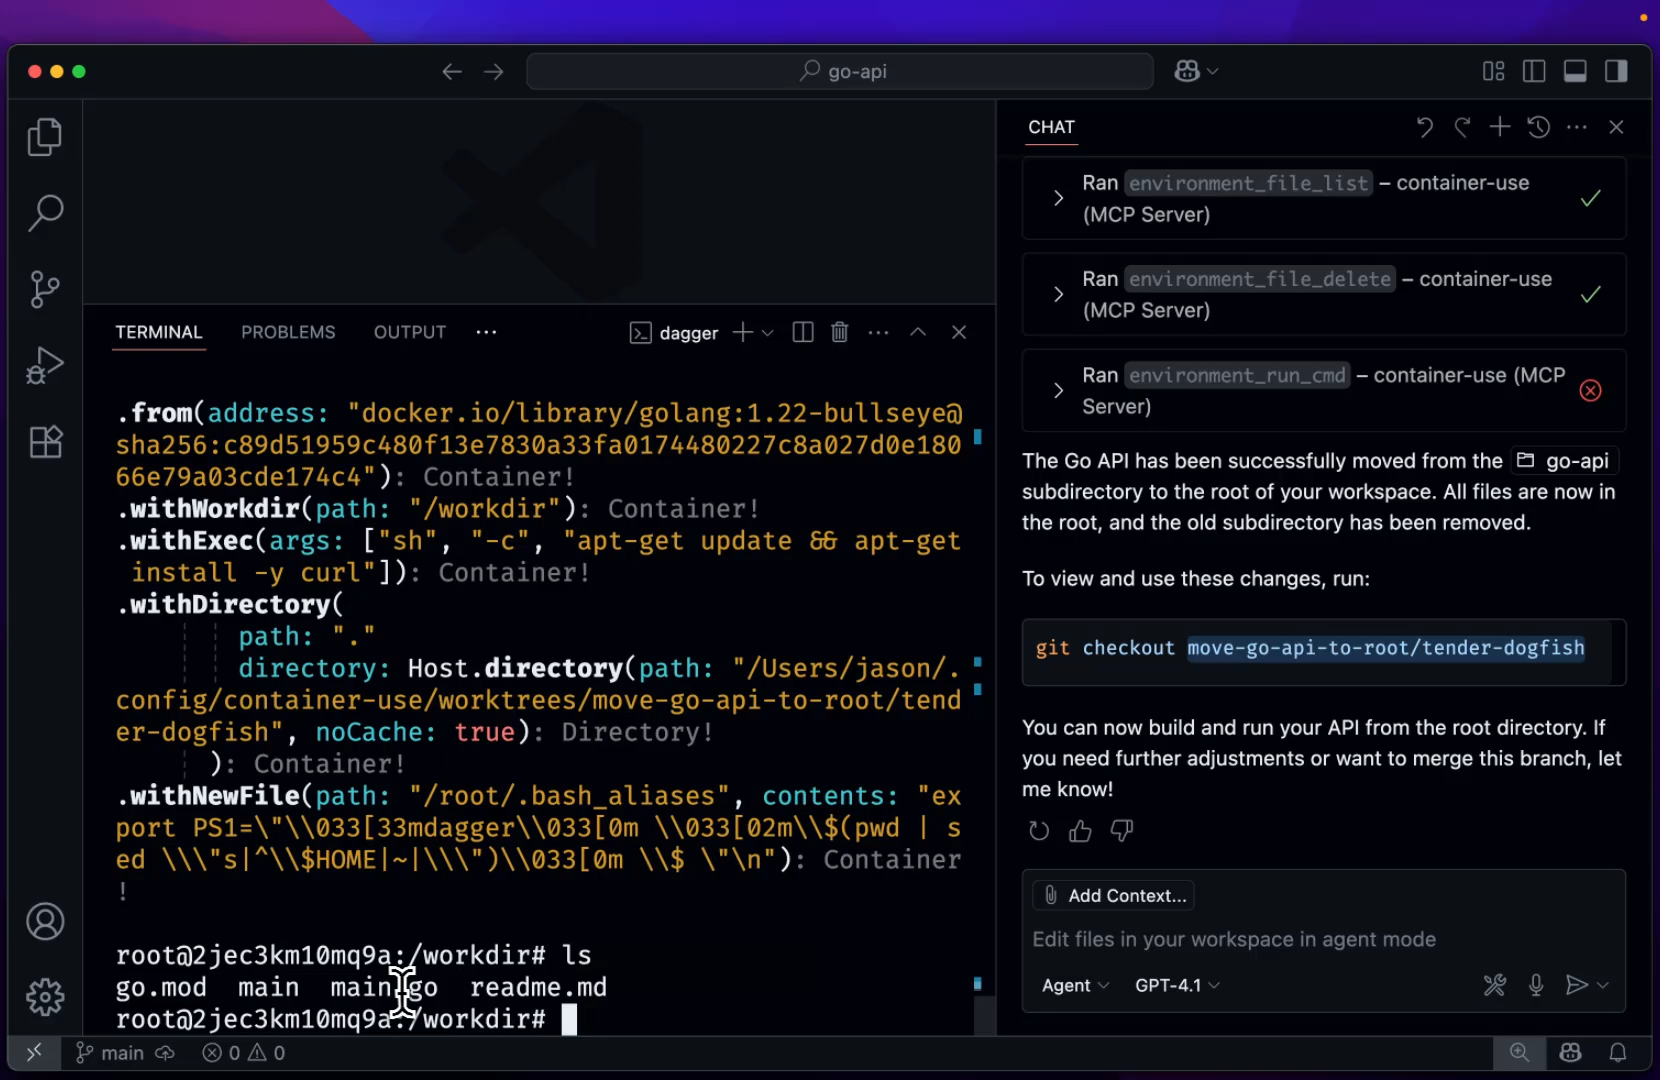 go-api
TERMINAL PROBLEMS OUTPUT ···
dagger
.from(address: "docker.io/library/golang:1.22-bullseye@
sha256:c89d51959c480f13e7830a33fa0174480227c8a027d0e180
66e79a03cde174c4"): Container!
.withWorkdir(path: "/workdir"): Container!
.withExec(args: ["sh", "-c", "apt-get update && apt-get
install -y curl"]): Container!
.withDirectory(
path: "."
directory: Host.directory(path: "/Users/jason/.
config/container-use/worktrees/move-go-api-to-root/tend
er-dogfish", noCache: true): Directory!
): Container!
.withNewFile(path: "/root/.bash_aliases", contents: "ex
port PS1=\"\\033[33mdagger\\033[0m \\033[02m\\$(pwd | s
ed \\\"s|^\\$HOME|~|\\\")\\033[0m \\$ \"\n"): Container
!
root@2jec3km10mq9a:/workdir# ls
go.mod main main.go readme.md
root@2jec3km10mq9a:/workdir#
main
0 0
CHAT
Ran environment_file_list – container-use
(MCP Server)
Ran environment_file_delete – container-use
(MCP Server)
Ran environment_run_cmd – container-use (MCP
Server)
The Go API has been successfully moved from the go-api
subdirectory to the root of your workspace. All files are now in
the root, and the old subdirectory has been removed.
To view and use these changes, run:
git checkout move-go-api-to-root/tender-dogfish
You can now build and run your API from the root directory. If
you need further adjustments or want to merge this branch, let
me know!
Add Context...
Edit files in your workspace in agent mode
Agent GPT-4.1